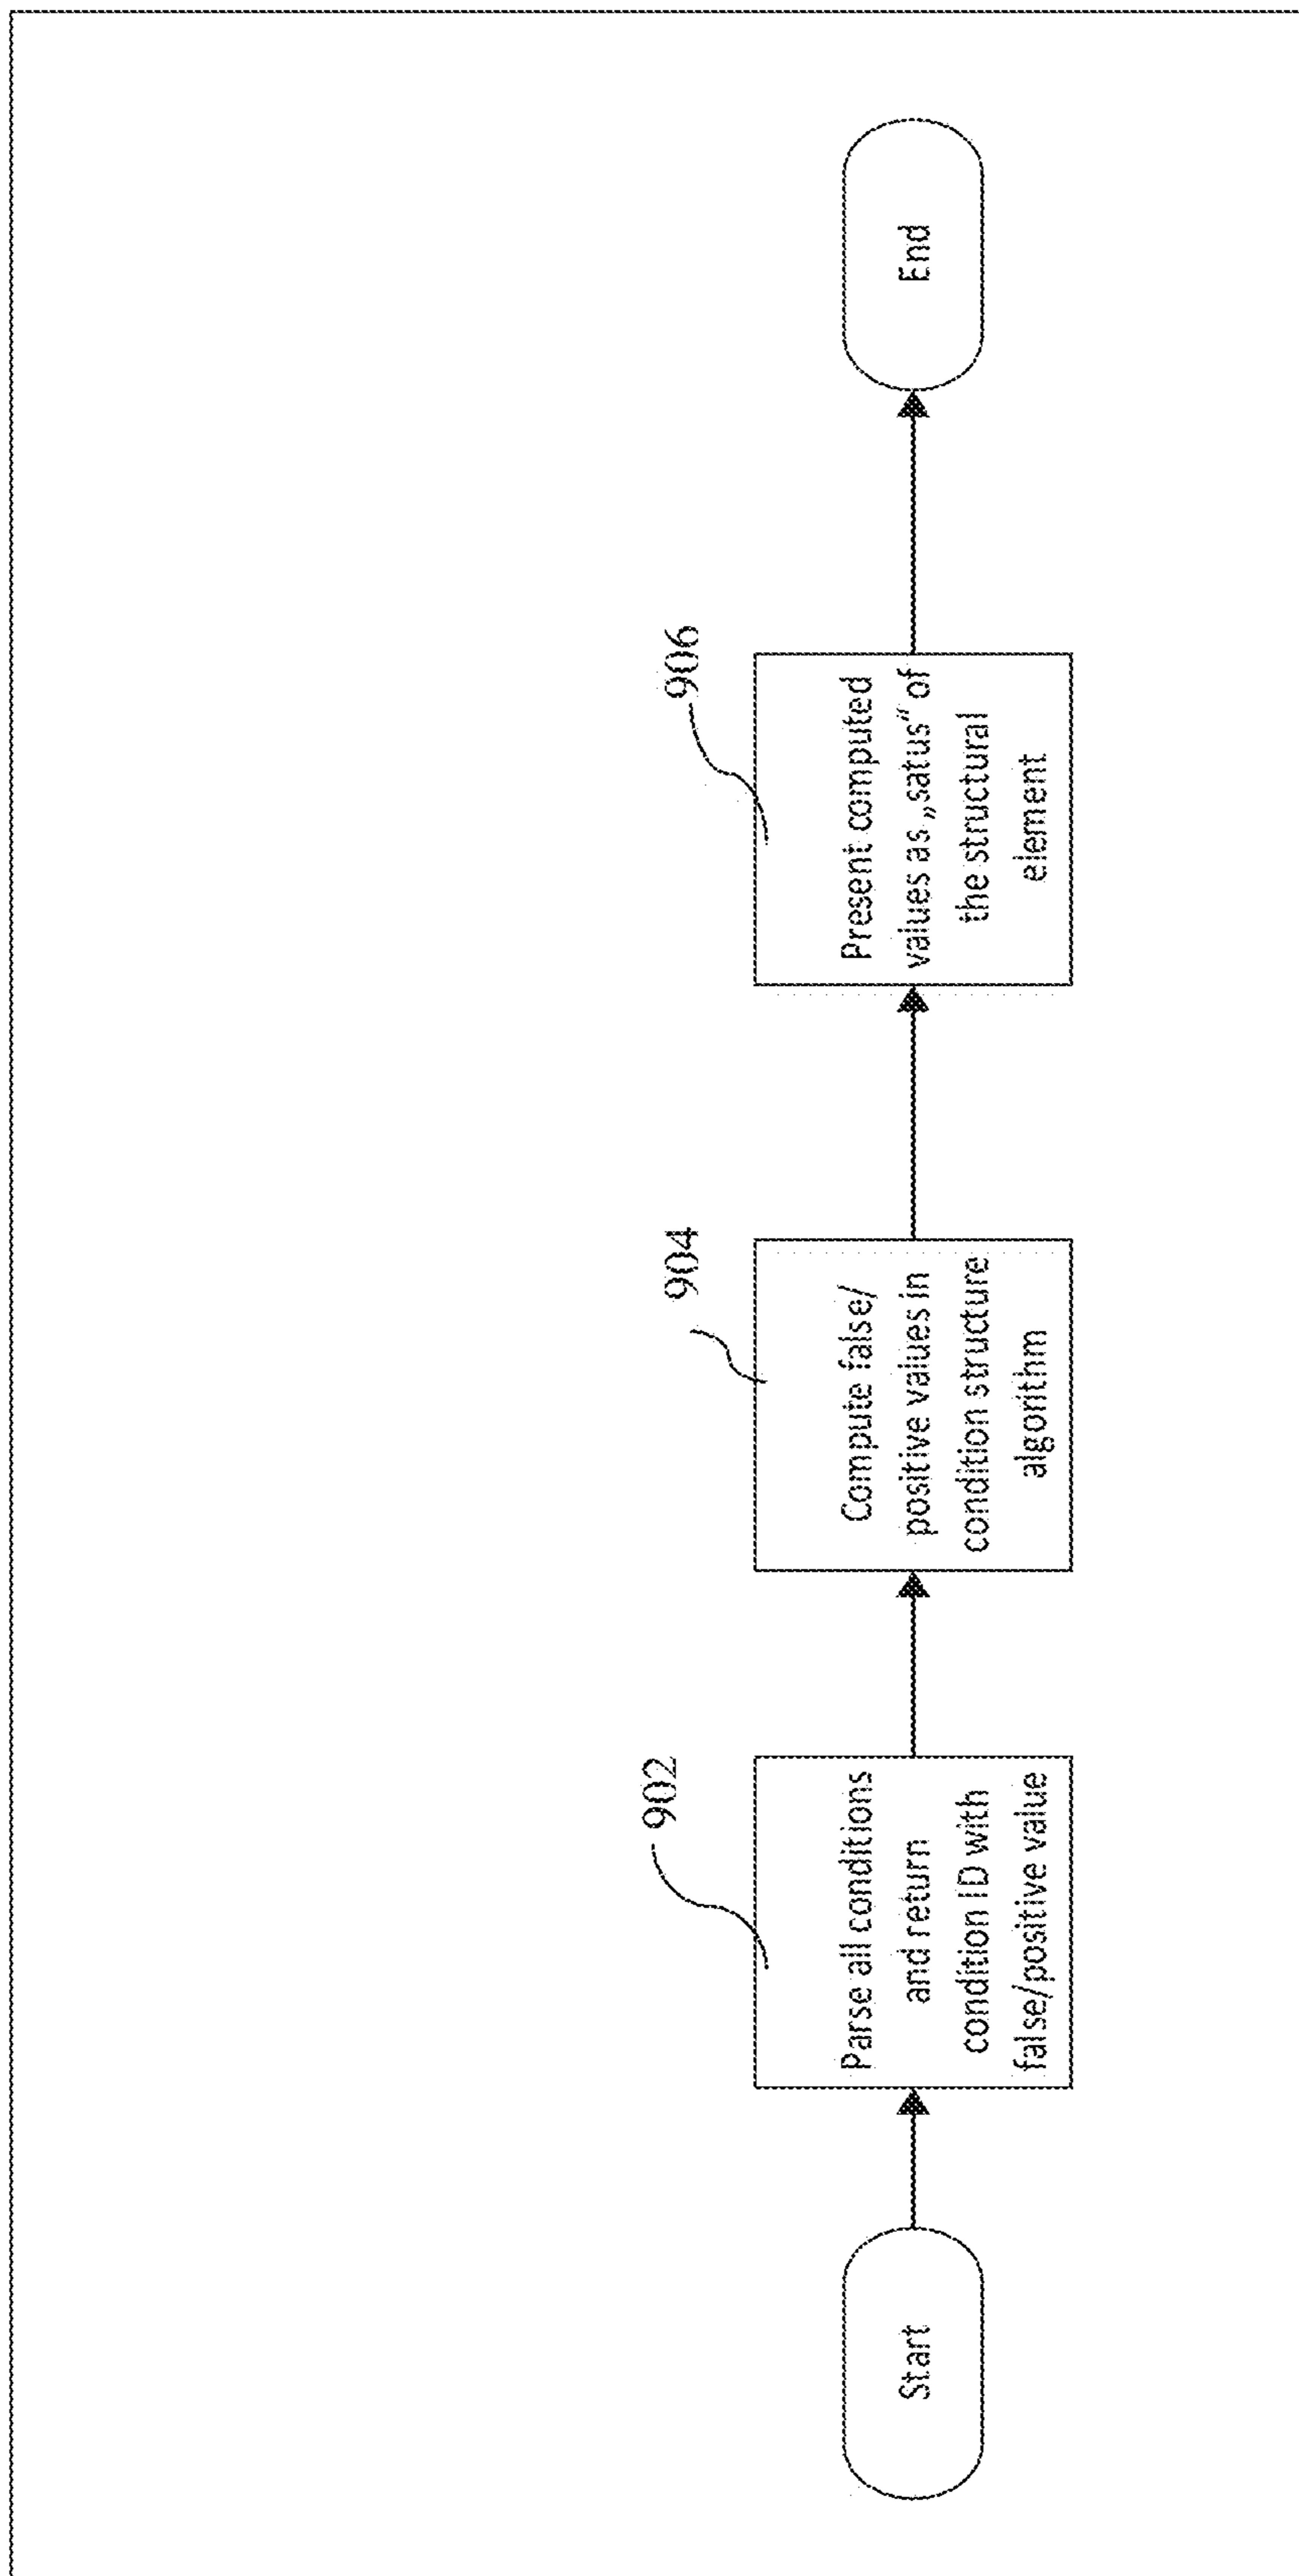 Start
902
Parse all conditions
and return
condition ID with
false/positive value
904
Compute false/
positive values in
condition structure
algorithm
906
Present computed
values as „satus“ of
the structural
element
End